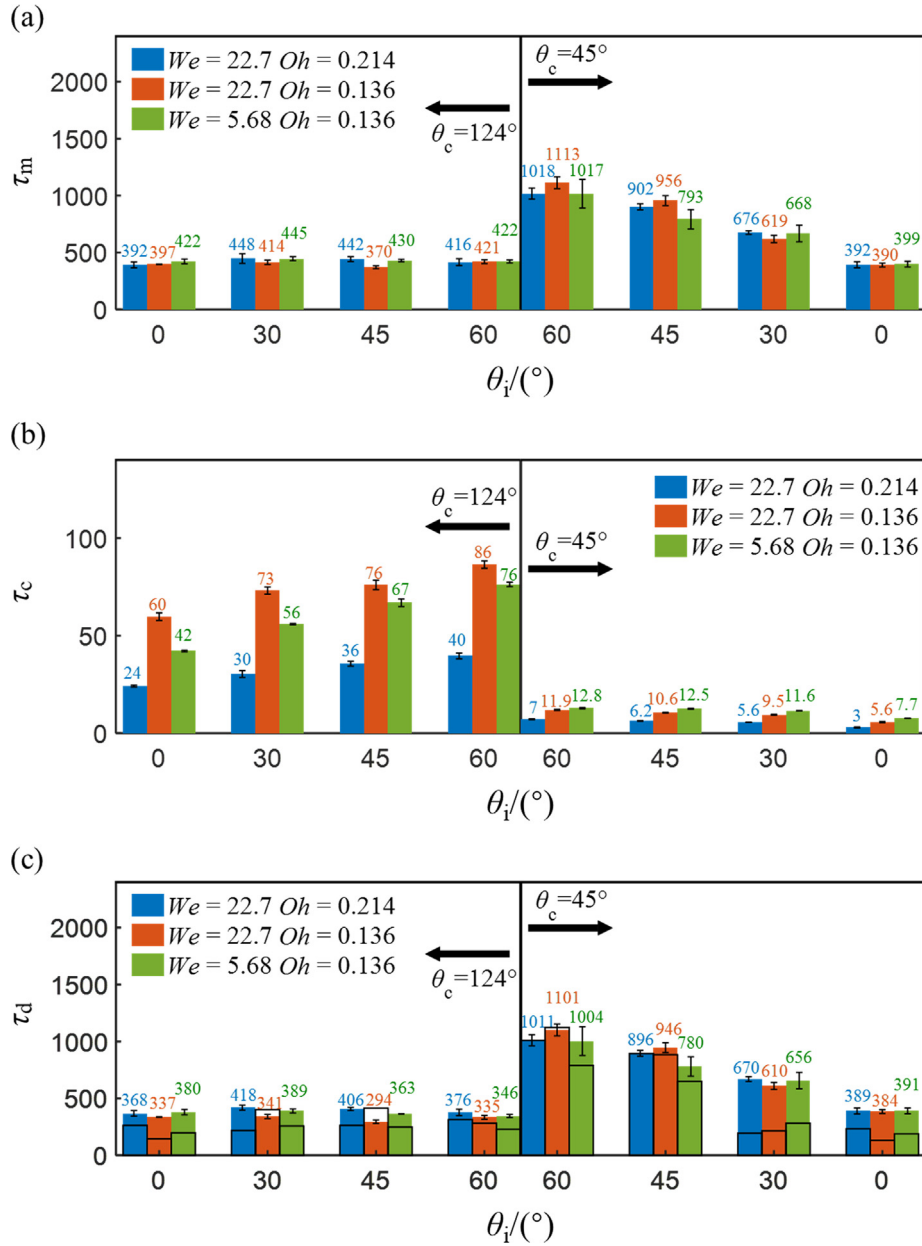 (a)
We = 22.7 Oh = 0.214
We = 22.7 Oh = 0.136
We = 5.68 Oh = 0.136
θc=45°
θc=124°
τm
2000
1500
1000
500
0
392 397 422
448 414 445
442 370 430
416 421 422
1018 1113 1017
902 956 793
676 619 668
392 390 399
0 30 45 60 60 45 30 0
θi/(°)
(b)
We = 22.7 Oh = 0.214
We = 22.7 Oh = 0.136
We = 5.68 Oh = 0.136
θc=124°
θc=45°
τc
100
50
0
24 60 42
30 73 56
36 76 67
40 86 76
7 11.9 12.8
6.2 10.6 12.5
5.6 9.5 11.6
3 5.6 7.7
0 30 45 60 60 45 30 0
θi/(°)
(c)
We = 22.7 Oh = 0.214
We = 22.7 Oh = 0.136
We = 5.68 Oh = 0.136
θc=45°
θc=124°
τd
2000
1500
1000
500
0
368 337 380
418 341 389
406 294 363
376 335 346
1011 1101 1004
896 946 780
670 610 656
389 384 391
0 30 45 60 60 45 30 0
θi/(°)